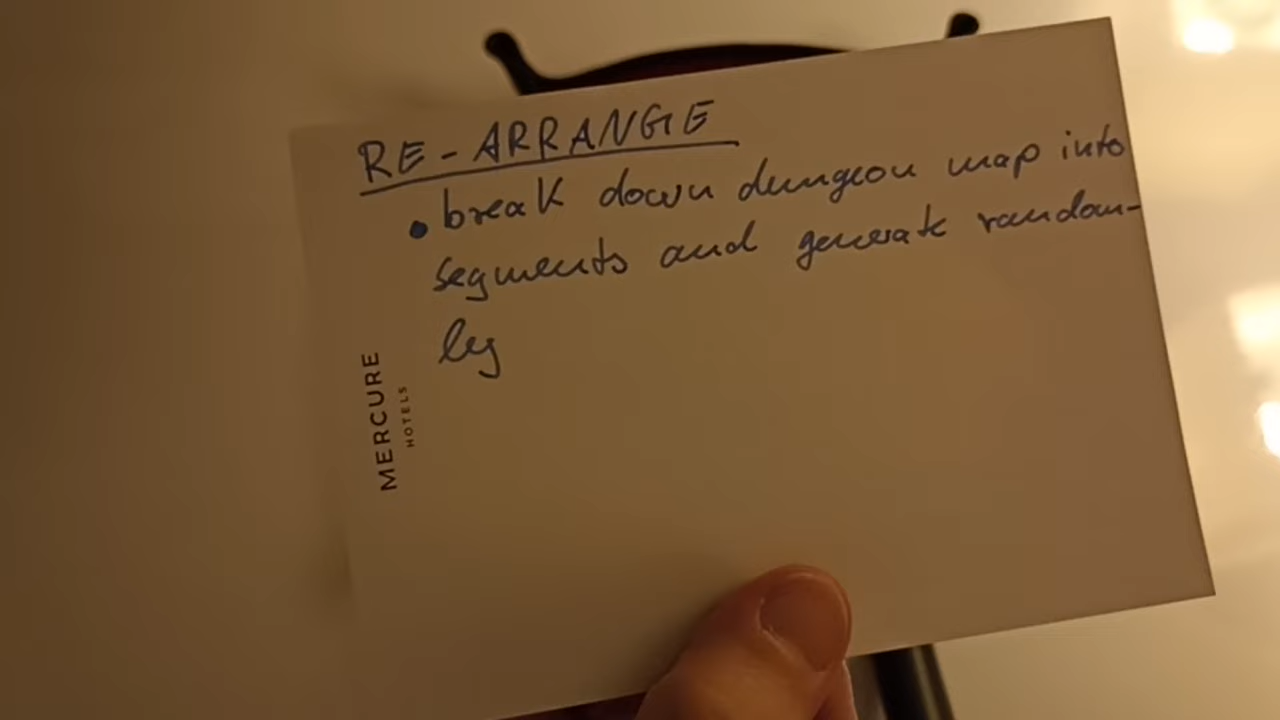 RE-ARRANGE
• break down dungeon map into
segments and generate random-
ly
MERCURE
HOTELS